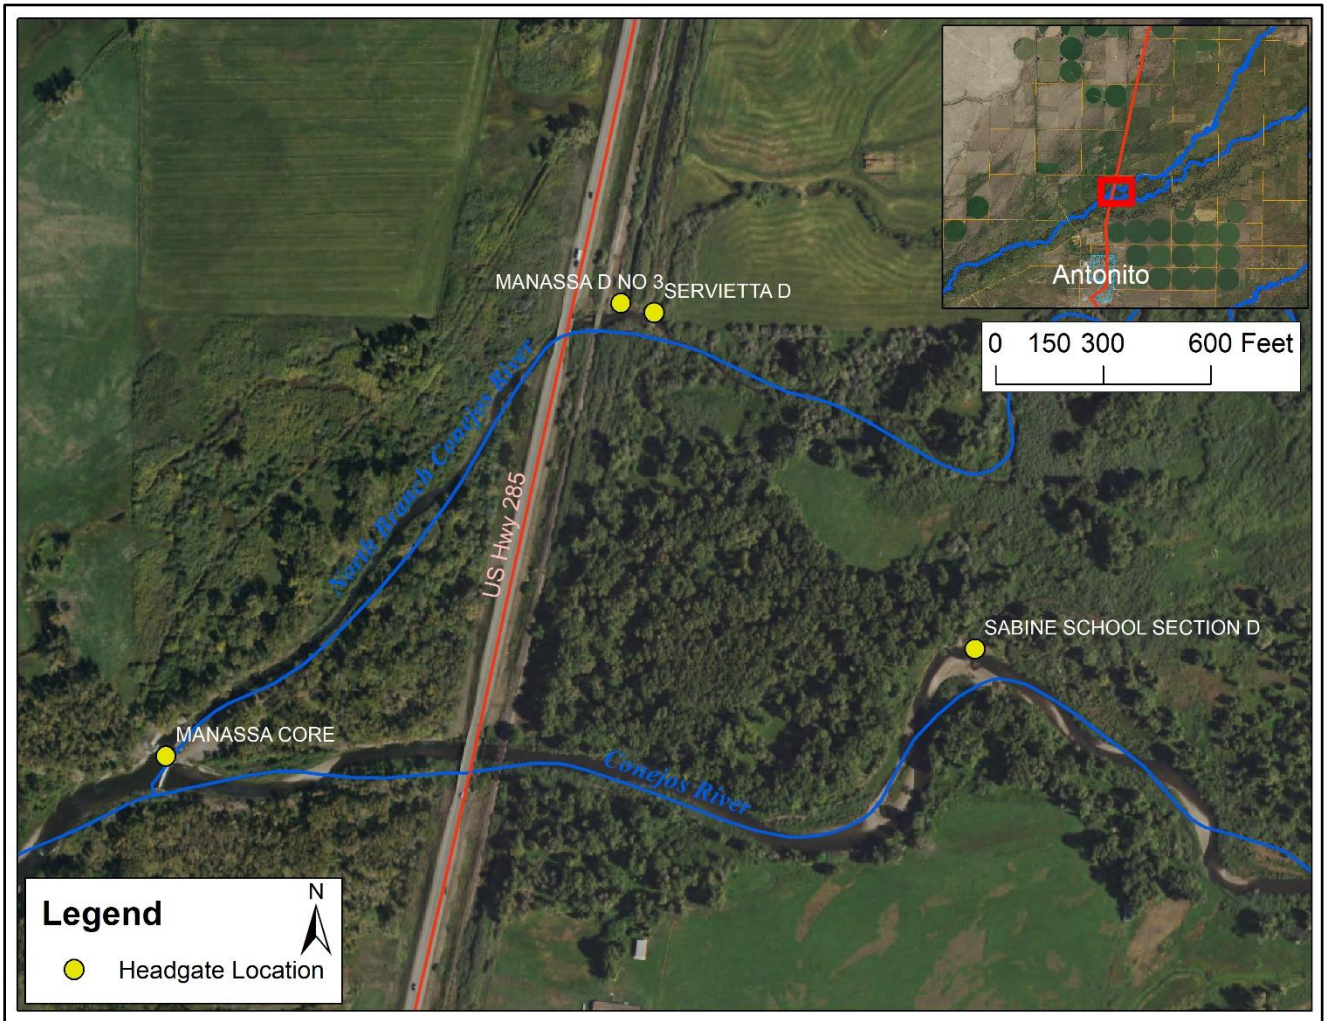 Antonito
0 150 300 600 Feet
MANASSA D NO 3
SERVIETTA D
North Branch Conejos River
US Hwy 285
SABINE SCHOOL SECTION D
MANASSA CORE
Conejos River
Legend
N
Headgate Location